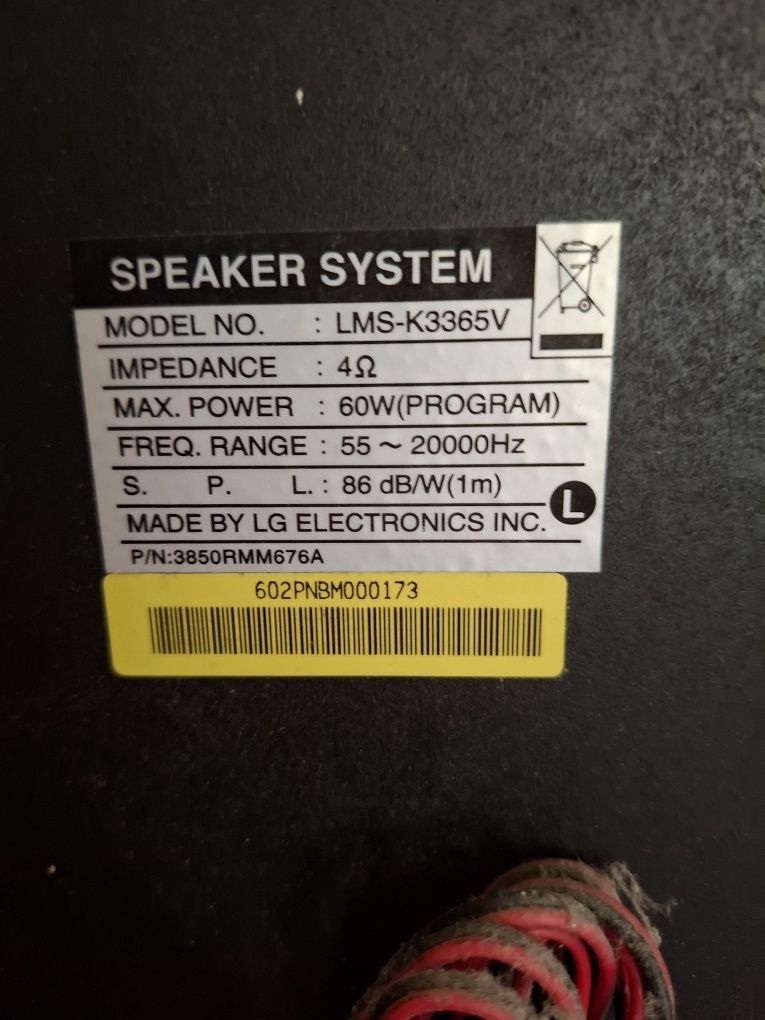 SPEAKER SYSTEM
MODEL NO. : LMS-K3365V
IMPEDANCE : 4Ω
MAX. POWER : 60W(PROGRAM)
FREQ. RANGE : 55 ~ 20000Hz
S. P. L. : 86 dB/W(1m)
L
MADE BY LG ELECTRONICS INC.
P/N:3850RMM676A
602PNBM000173